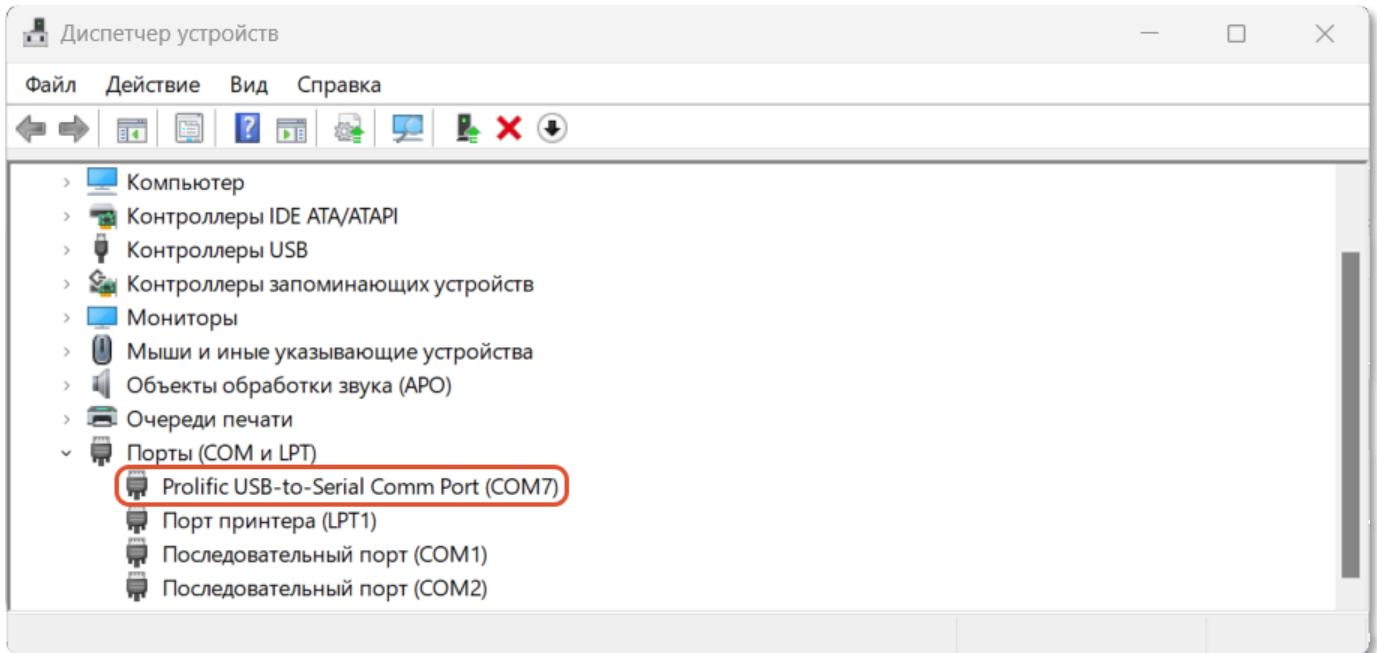 Диспетчер устройств
Файл Действие Вид Справка
Компьютер
Контроллеры IDE ATA/ATAPI
Контроллеры USB
Контроллеры запоминающих устройств
Мониторы
Мыши и иные указывающие устройства
Объекты обработки звука (APO)
Очереди печати
Порты (COM и LPT)
Prolific USB-to-Serial Comm Port (COM7)
Порт принтера (LPT1)
Последовательный порт (COM1)
Последовательный порт (COM2)